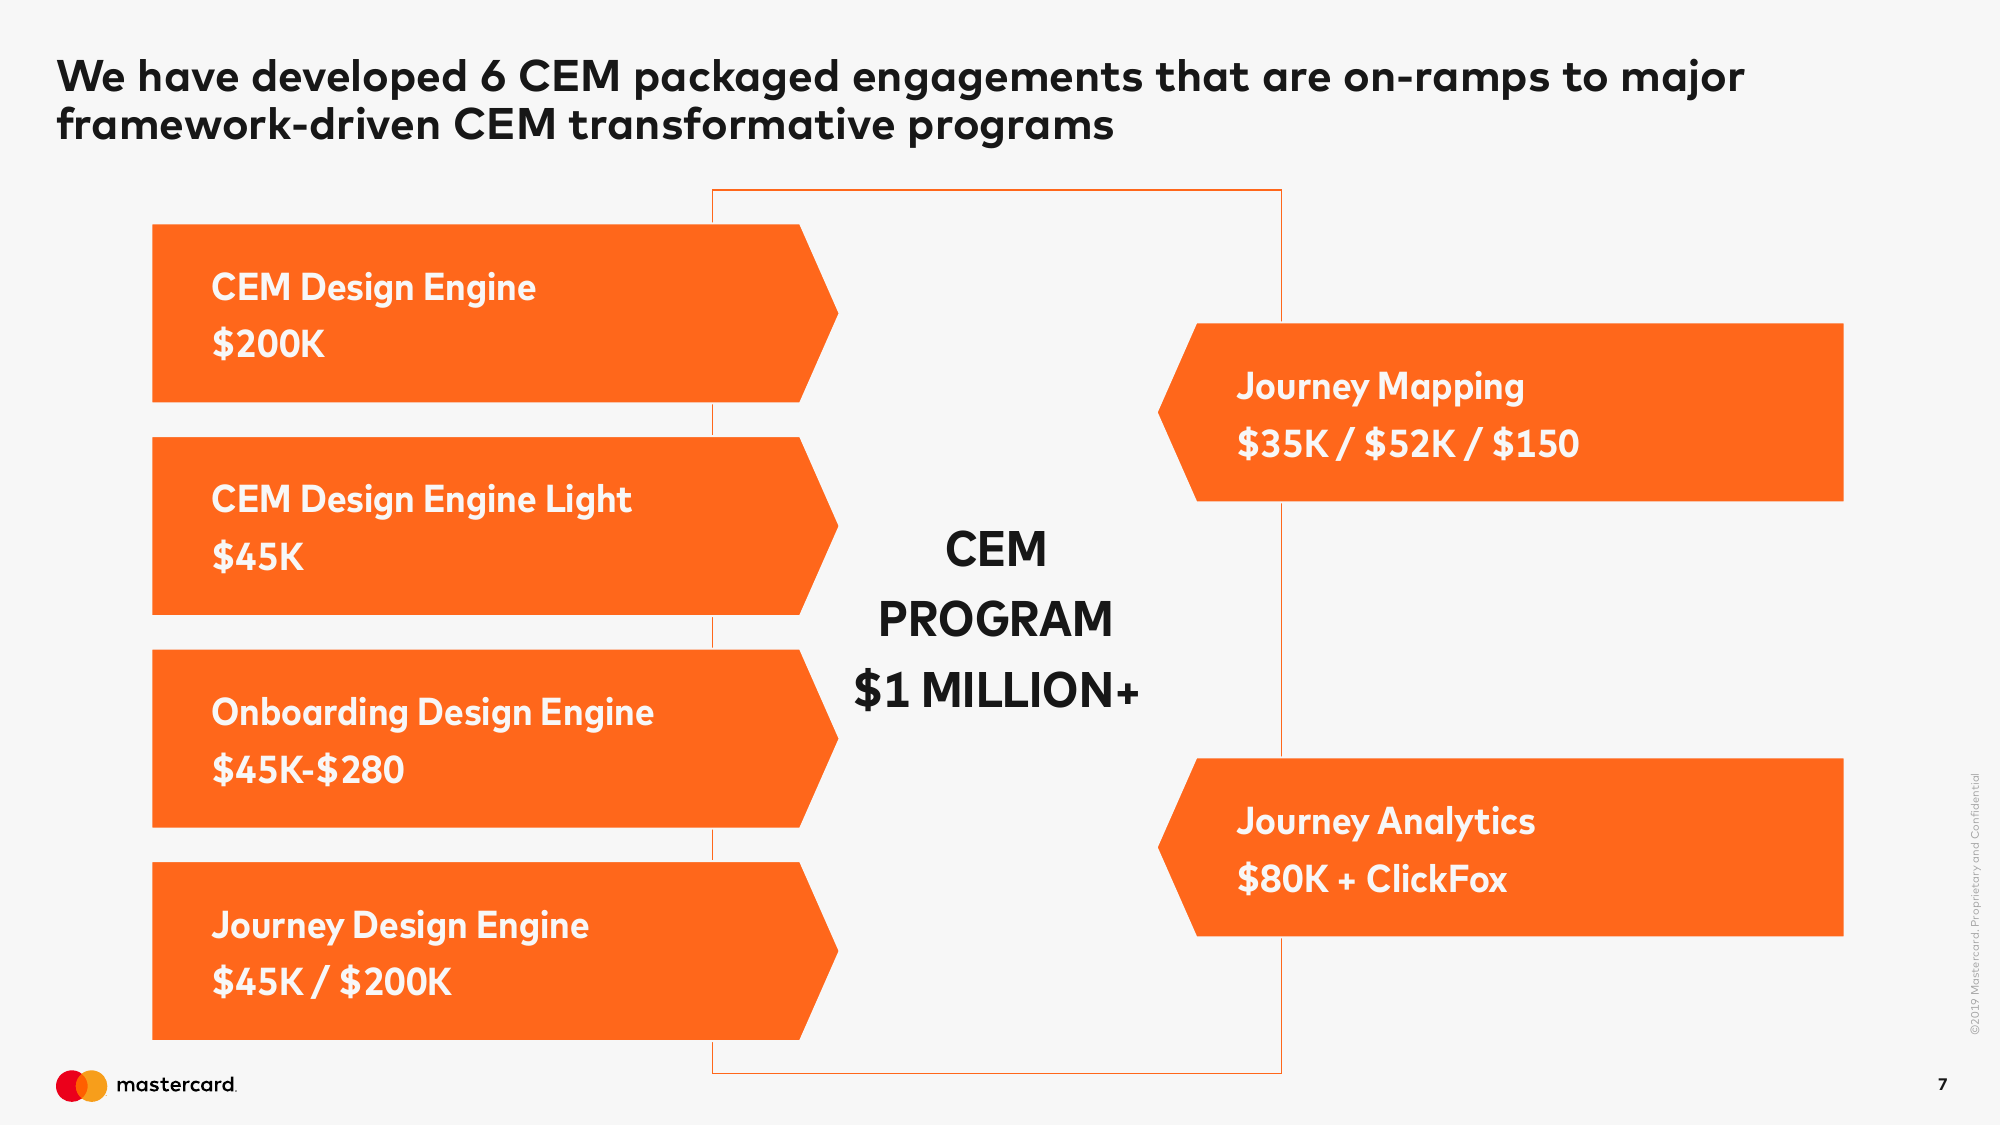 We have developed 6 CEM packaged engagements that are on-ramps to major
framework-driven CEM transformative programs
CEM Design Engine
$200K
CEM Design Engine Light
$45K
Onboarding Design Engine
$45K-$280
Journey Design Engine
$45K / $200K
CEM
PROGRAM
$1 MILLION+
Journey Mapping
$35K / $52K / $150
Journey Analytics
$80K + ClickFox
©2019 Mastercard. Proprietary and Confidential
mastercard.
7